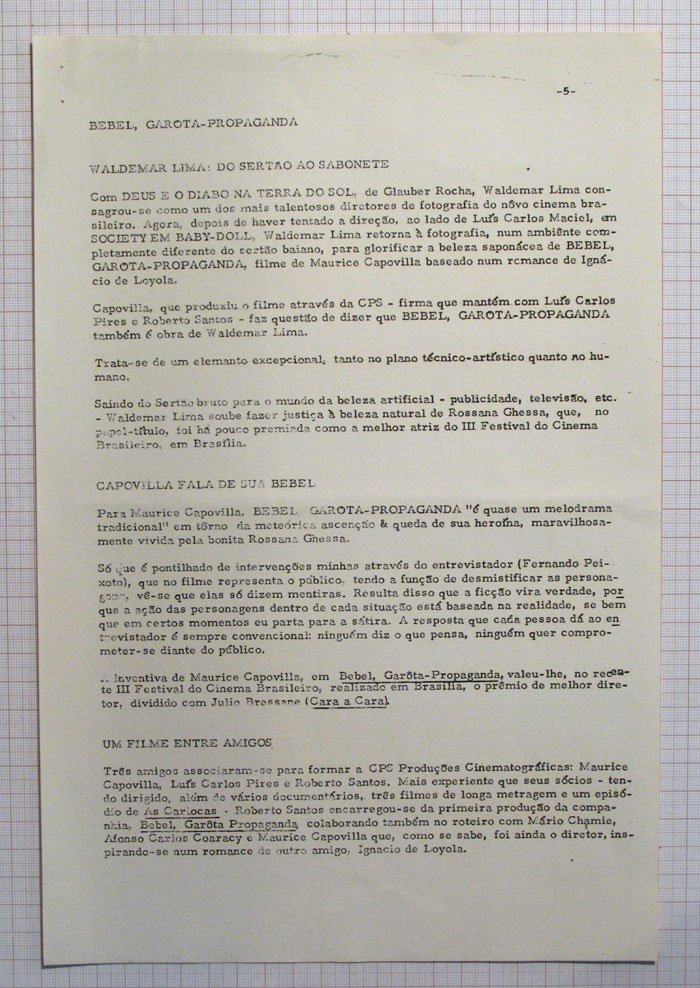 -5-
BEBEL, GAROTA-PROPAGANDA
WALDEMAR LIMA: DO SERTÃO AO SABONETE
Com DEUS E O DIABO NA TERRA DO SOL, de Glauber Rocha, Waldemar Lima con-
sagrou-se como um dos mais talentosos diretores de fotografia do nôvo cinema bra-
sileiro. Agora, depois de haver tentado a direção, ao lado de Luís Carlos Maciel, em
SOCIETY EM BABY-DOLL, Waldemar Lima retorna à fotografia, num ambiênte com-
pletamente diferente do sertão baiano, para glorificar a beleza saponácea de BEBEL,
GAROTA-PROPAGANDA, filme de Maurice Capovilla baseado num romance de Igná-
cio de Loyola.
Capovilla, que produziu o filme através da CPS - firma que mantém com Luís Carlos
Pires e Roberto Santos - faz questão de dizer que BEBEL, GAROTA-PROPAGANDA
também é obra de Waldemar Lima.
Trata-se de um elemanto excepcional, tanto no plano técnico-artístico quanto no hu-
mano.
Saindo do Sertão bruto para o mundo da beleza artificial - publicidade, televisão, etc.
- Waldemar Lima soube fazer justiça à beleza natural de Rossana Ghessa, que, no
papel-título, foi há pouco premiada como a melhor atriz do III Festival do Cinema
Brasileiro, em Brasília.
CAPOVILLA FALA DE SUA BEBEL
Para Maurice Capovilla, BEBEL GAROTA-PROPAGANDA "é quase um melodrama
tradicional" em tôrno da meteórica ascenção & queda de sua heroína, maravilhosa-
mente vivida pela bonita Rossana Ghessa.
Só que é pontilhado de intervenções minhas através do entrevistador (Fernando Pei-
xoto), que no filme representa o público, tendo a função de desmistificar as persona-
gens, vê-se que elas só dizem mentiras. Resulta disso que a ficção vira verdade, por
que a ação das personagens dentro de cada situação está baseada na realidade, se bem
que em certos momentos eu parta para a sátira. A resposta que cada pessoa dá ao en
trevistador é sempre convencional: ninguém diz o que pensa, ninguém quer compro-
meter-se diante do público.
inventiva de Maurice Capovilla, em Bebel, Garôta-Propaganda, valeu-lhe, no recen-
te III Festival do Cinema Brasileiro, realizado em Brasília, o prêmio de melhor dire-
tor, dividido com Julio Bressane (Cara a Cara).
UM FILME ENTRE AMIGOS
Três amigos associaram-se para formar a CPS Produções Cinematográficas: Maurice
Capovilla, Luís Carlos Pires e Roberto Santos. Mais experiente que seus sócios - ten-
do dirigido, além de vários documentários, três filmes de longa metragem e um episó-
dio de As Cariocas - Roberto Santos encarregou-se da primeira produção da compa-
nhia, Bebel, Garôta Propaganda, colaborando também no roteiro com Mário Chamie,
Afonso Carlos Coaracy e Maurice Capovilla que, como se sabe, foi ainda o diretor, ins-
pirando-se num romance de outro amigo, Ignacio de Loyola.